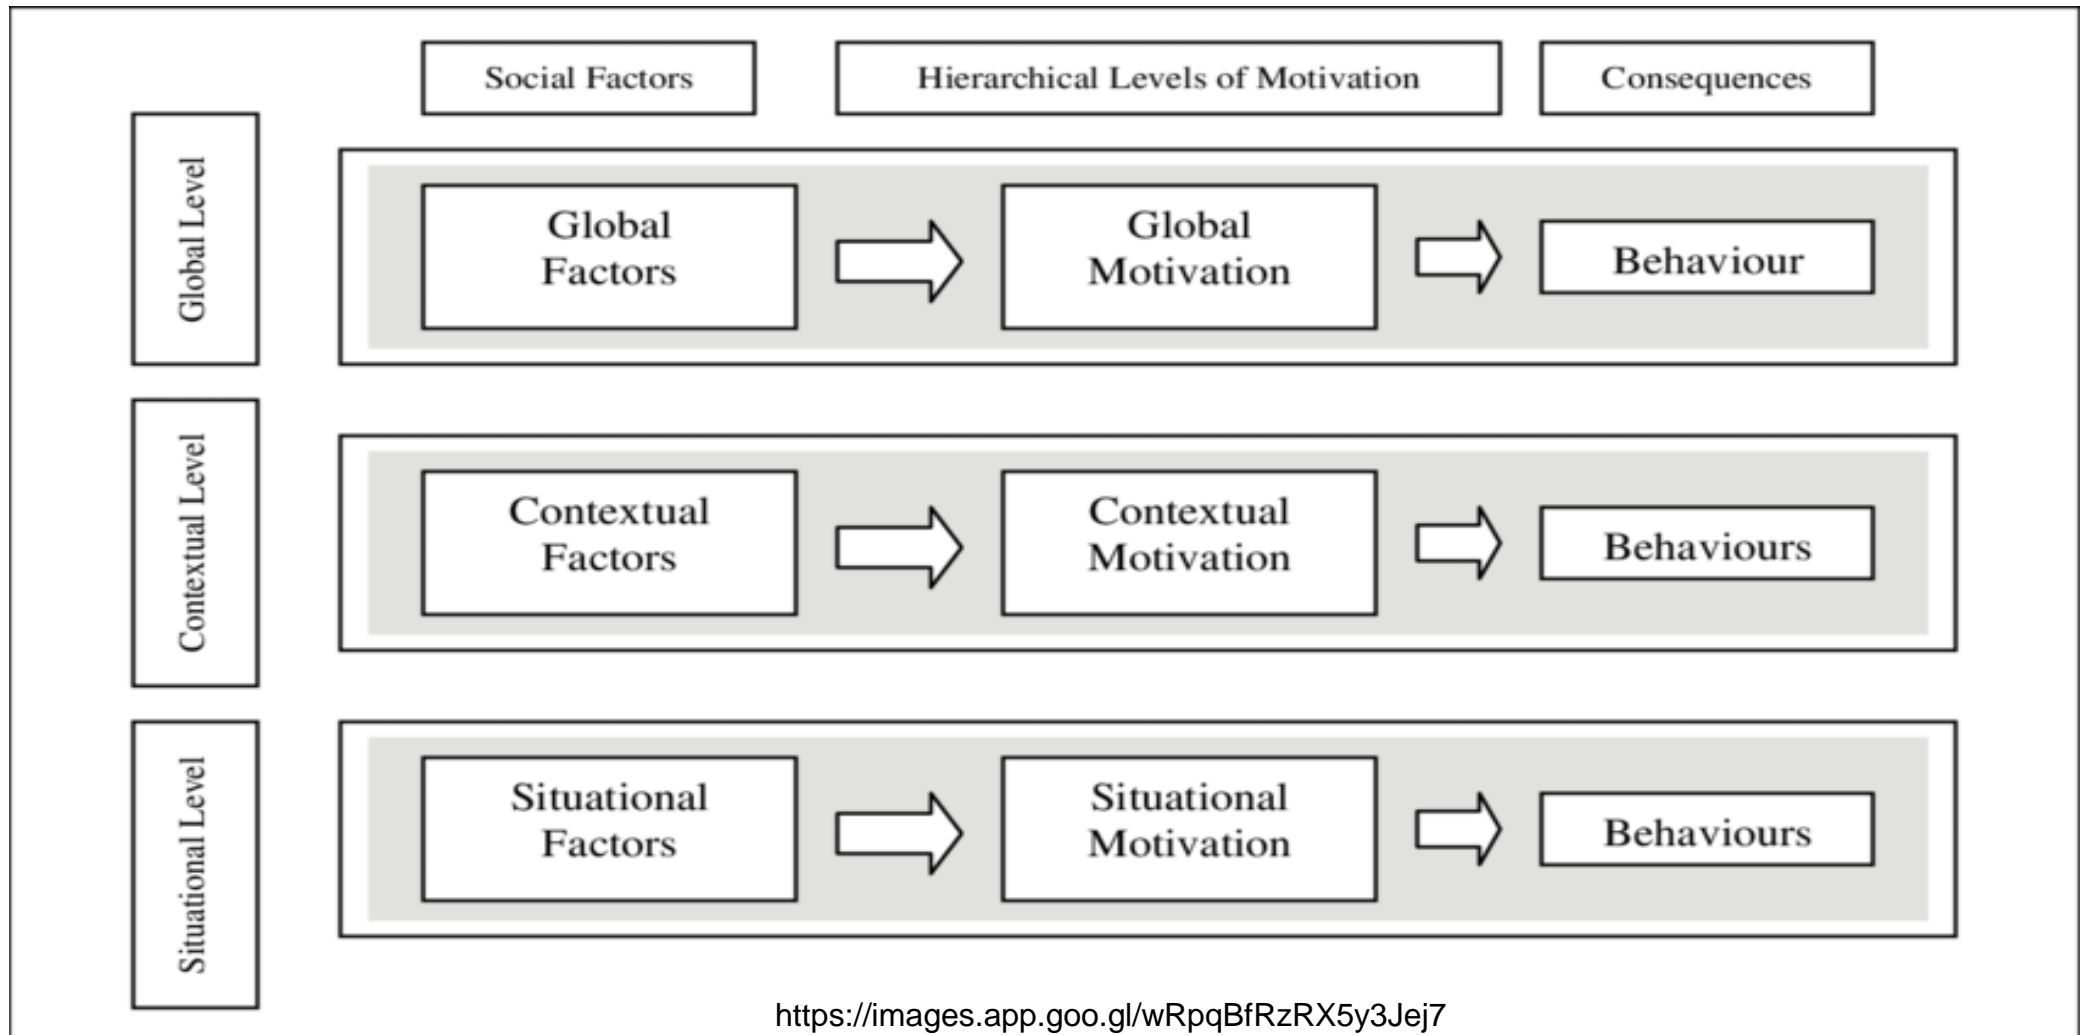 Social Factors
Hierarchical Levels of Motivation
Consequences
Global Level
Global
Factors
Global
Motivation
Behaviour
Contextual Level
Contextual
Factors
Contextual
Motivation
Behaviours
Situational Level
Situational
Factors
Situational
Motivation
Behaviours
https://images.app.goo.gl/wRpqBfRzRX5y3Jej7